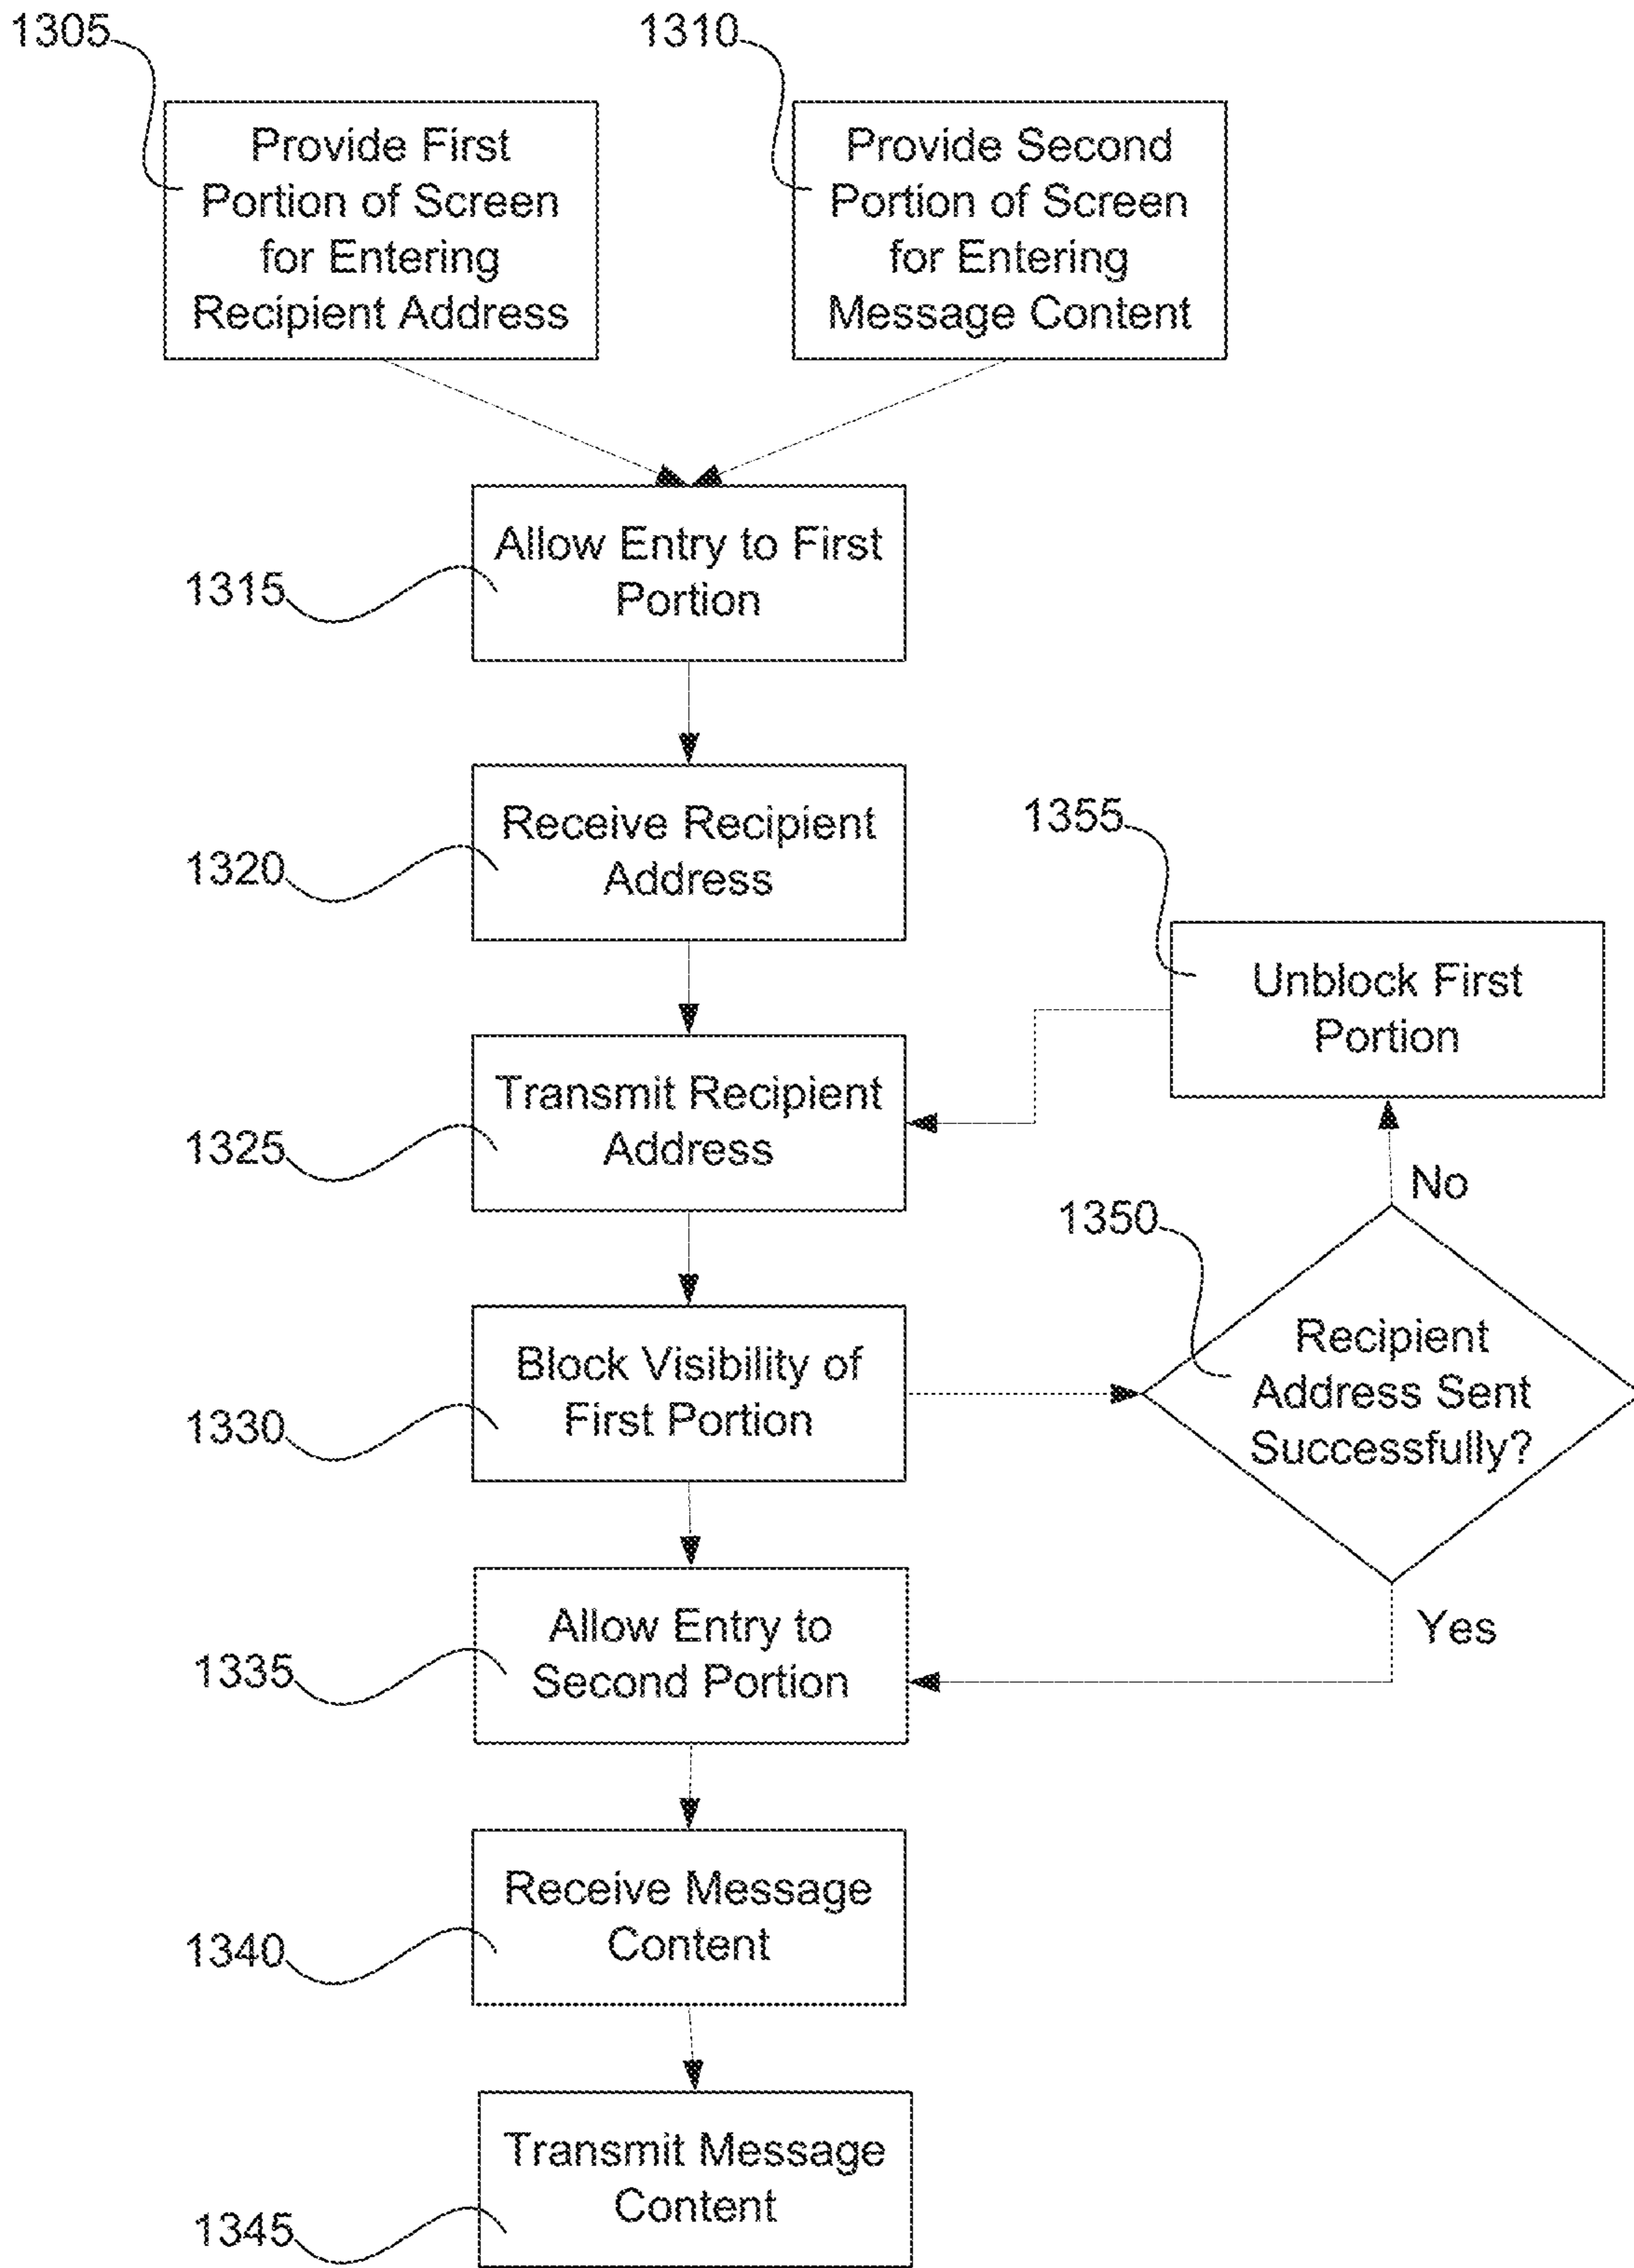 1305
1310
Provide First
Portion of Screen
for Entering
Recipient Address
Provide Second
Portion of Screen
for Entering
Message Content
Allow Entry to First
Portion
1315
Receive Recipient
Address
1320
1355
Unblock First
Portion
Transmit Recipient
Address
1325
No
1350
Block Visibility of
First Portion
1330
Recipient
Address Sent
Successfully?
Yes
Allow Entry to
Second Portion
1335
Receive Message
Content
1340
Transmit Message
Content
1345